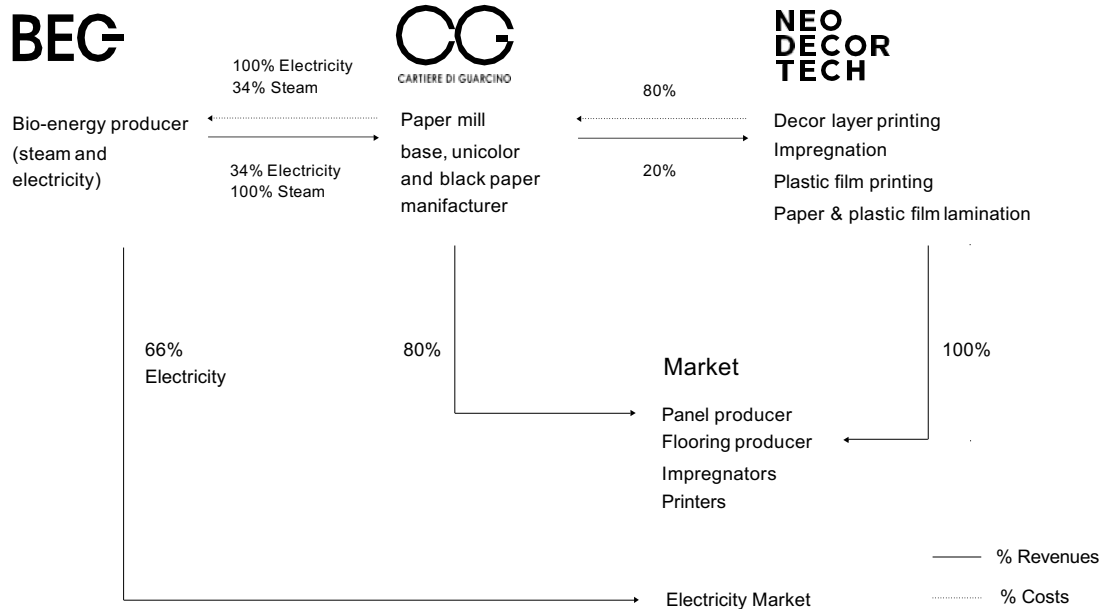 BEG
CG
CARTIERE DI GUARCINO
NEO
DECOR
TECH
100% Electricity
34% Steam
80%
Bio-energy producer
(steam and
electricity)
Paper mill
base, unicolor
and black paper
manifacturer
Decor layer printing
Impregnation
Plastic film printing
Paper & plastic film lamination
34% Electricity
100% Steam
20%
66%
Electricity
80%
100%
Market
Panel producer
Flooring producer
Impregnators
Printers
% Revenues
% Costs
Electricity Market